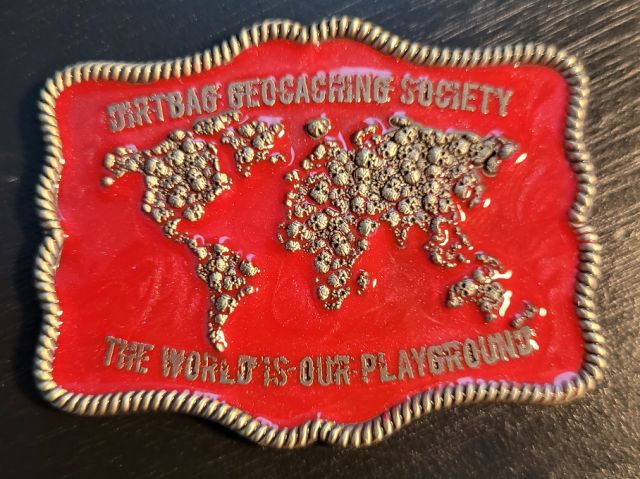 DIRTBAG GEOCACHING SOCIETY
THE WORLD IS OUR PLAYGROUND